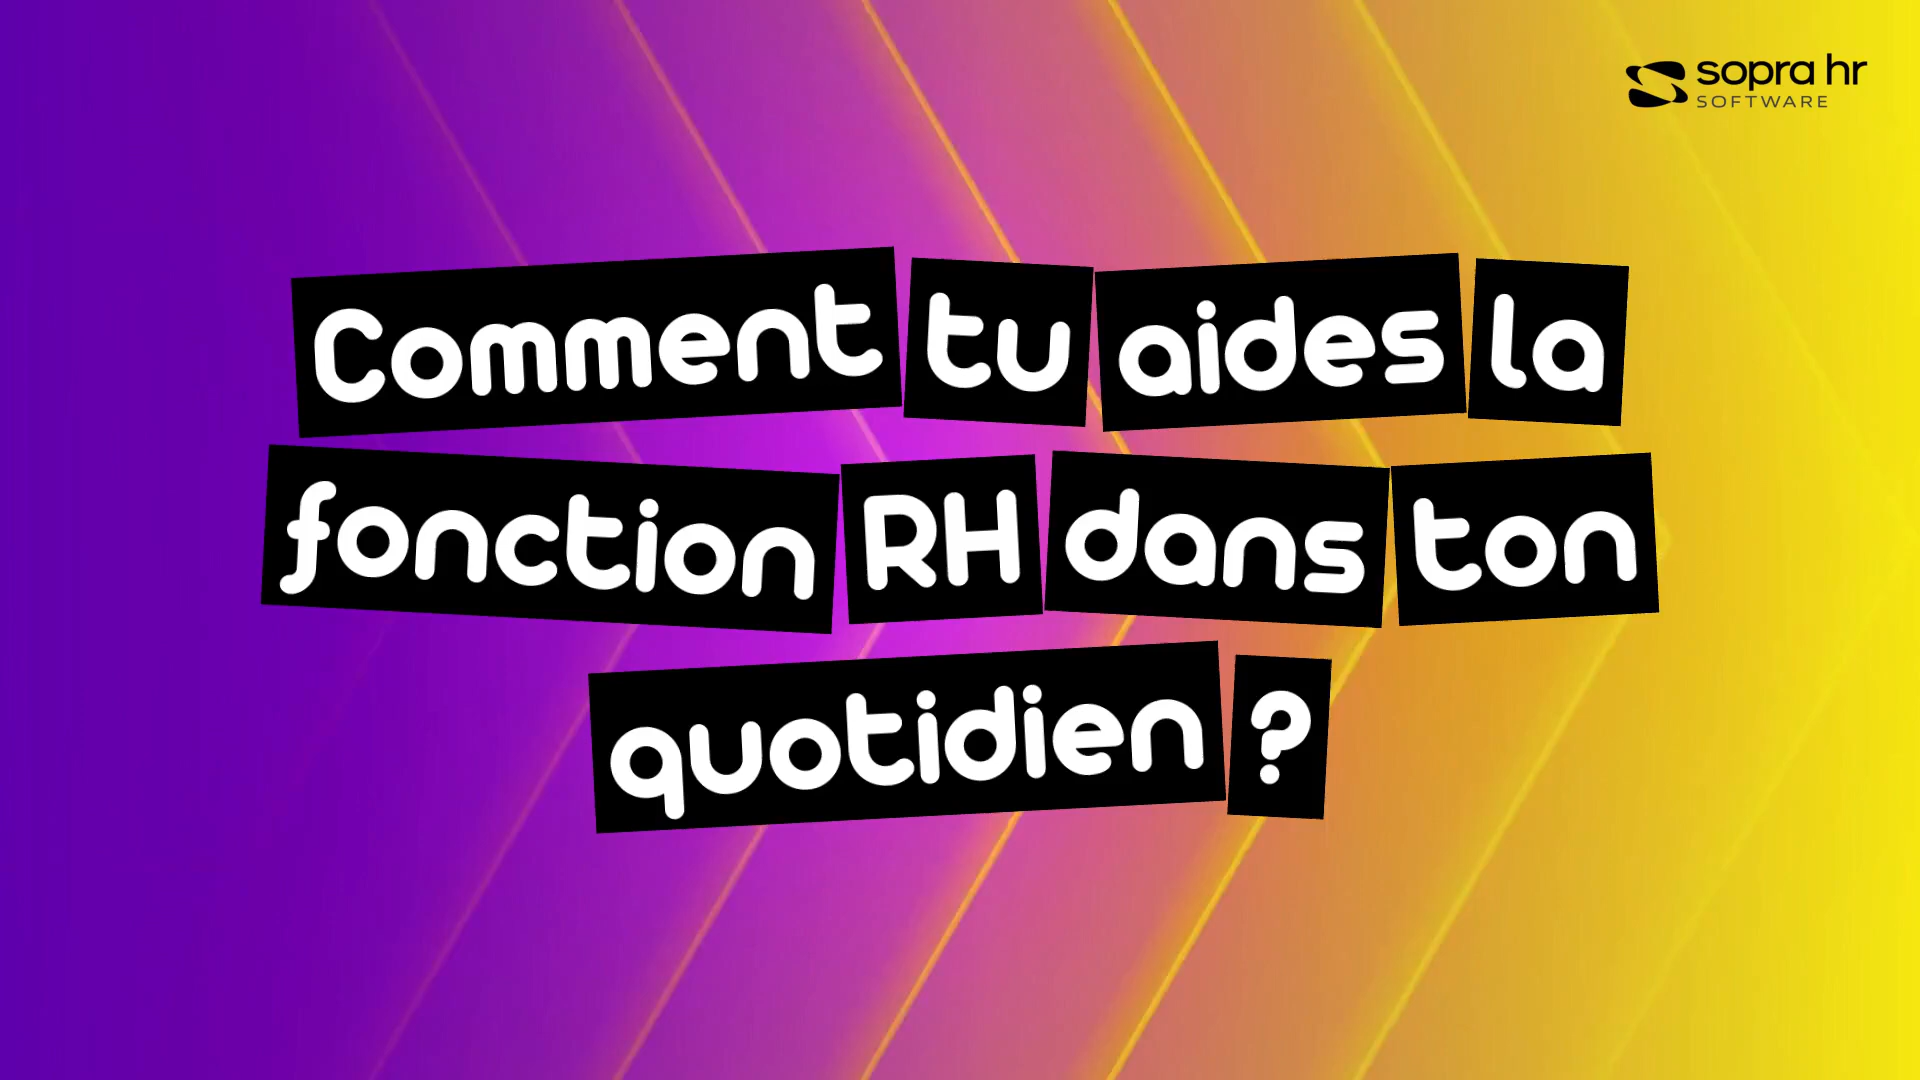 sopra hr
SOFTWARE
Comment tu aides la
fonction RH dans ton
quotidien ?